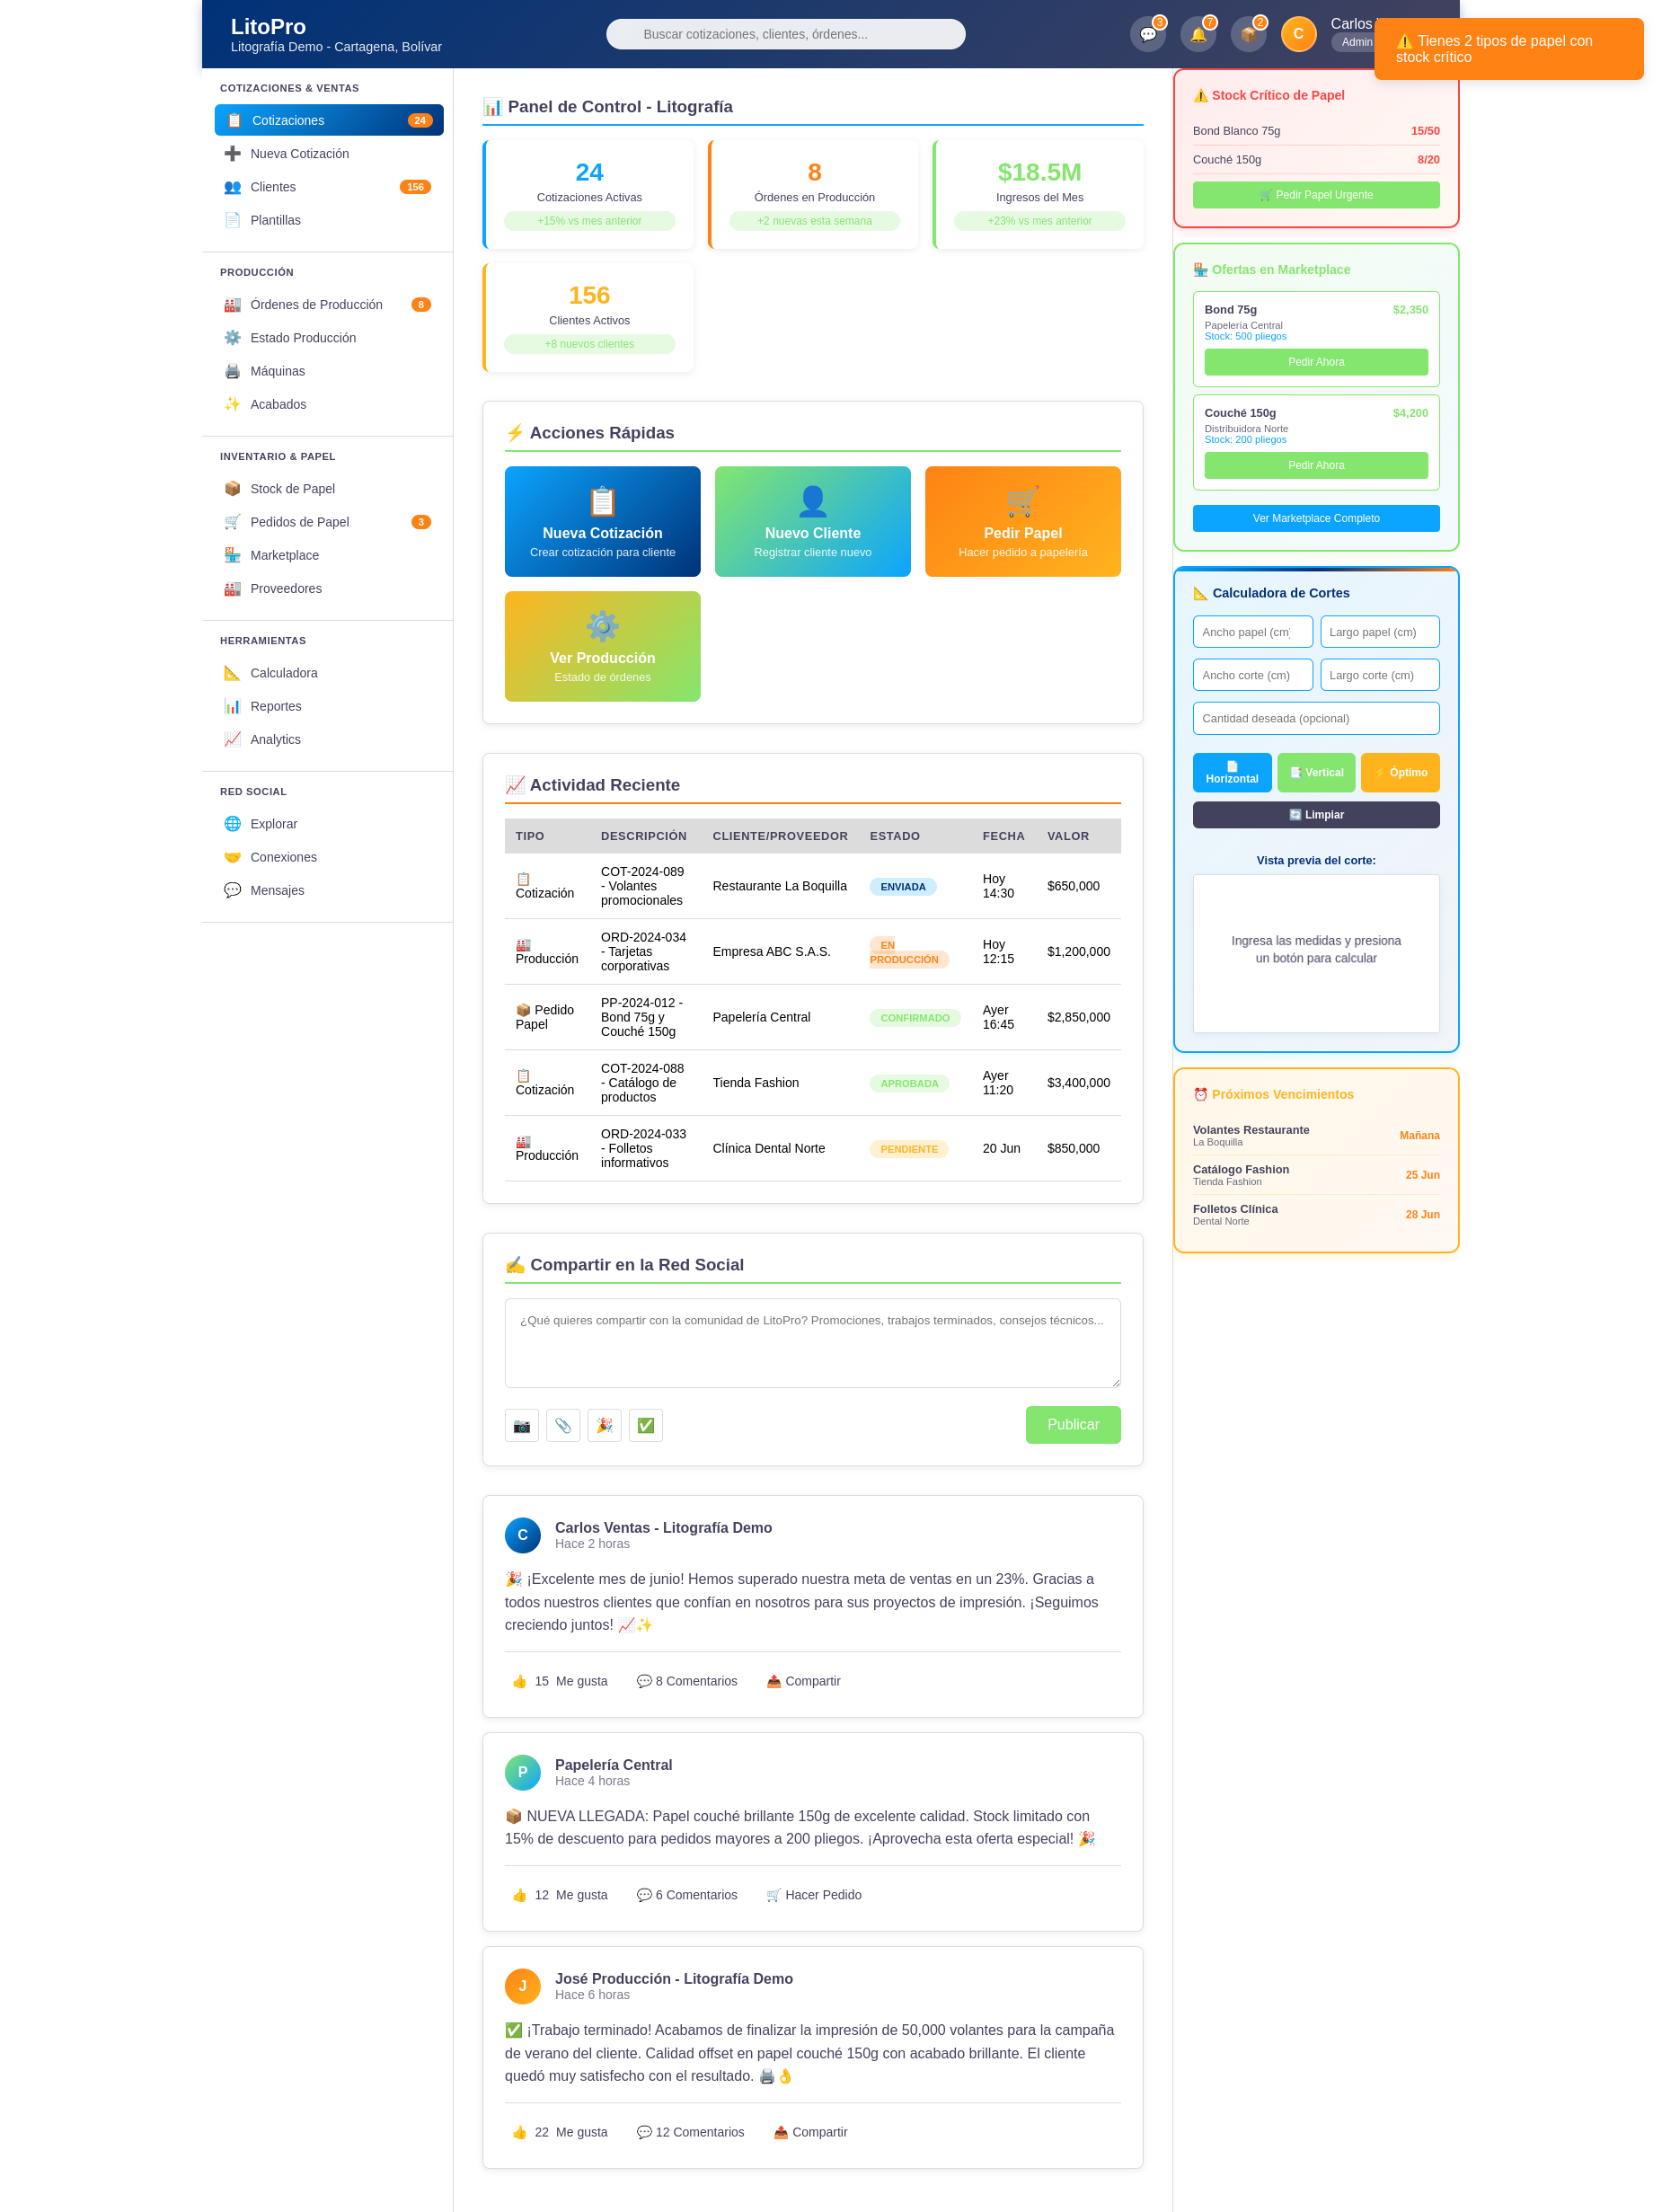 LitoPro
Litografía Demo - Cartagena, Bolívar
Buscar cotizaciones, clientes, órdenes...
3
7
2
C
Carlos
Admin
⚠️ Tienes 2 tipos de papel con
stock crítico
COTIZACIONES & VENTAS
📋 Cotizaciones 24
➕ Nueva Cotización
👥 Clientes 156
📄 Plantillas
PRODUCCIÓN
🏭 Órdenes de Producción 8
⚙️ Estado Producción
🖨️ Máquinas
✨ Acabados
INVENTARIO & PAPEL
📦 Stock de Papel
🛒 Pedidos de Papel 3
🏪 Marketplace
🏭 Proveedores
HERRAMIENTAS
📐 Calculadora
📊 Reportes
📈 Analytics
RED SOCIAL
🌐 Explorar
🤝 Conexiones
💬 Mensajes
📊 Panel de Control - Litografía
24
Cotizaciones Activas
+15% vs mes anterior
8
Órdenes en Producción
+2 nuevas esta semana
$18.5M
Ingresos del Mes
+23% vs mes anterior
156
Clientes Activos
+8 nuevos clientes
⚡ Acciones Rápidas
📋
Nueva Cotización
Crear cotización para cliente
👤
Nuevo Cliente
Registrar cliente nuevo
🛒
Pedir Papel
Hacer pedido a papelería
⚙️
Ver Producción
Estado de órdenes
📈 Actividad Reciente
TIPO DESCRIPCIÓN CLIENTE/PROVEEDOR ESTADO FECHA VALOR
📋
Cotización
COT-2024-089
- Volantes
promocionales
Restaurante La Boquilla
ENVIADA
Hoy
14:30
$650,000
🏭
Producción
ORD-2024-034
- Tarjetas
corporativas
Empresa ABC S.A.S.
EN
PRODUCCIÓN
Hoy
12:15
$1,200,000
📦 Pedido
Papel
PP-2024-012 -
Bond 75g y
Couché 150g
Papelería Central
CONFIRMADO
Ayer
16:45
$2,850,000
📋
Cotización
COT-2024-088
- Catálogo de
productos
Tienda Fashion
APROBADA
Ayer
11:20
$3,400,000
🏭
Producción
ORD-2024-033
- Folletos
informativos
Clínica Dental Norte
PENDIENTE
20 Jun
$850,000
✍️ Compartir en la Red Social
¿Qué quieres compartir con la comunidad de LitoPro? Promociones, trabajos terminados, consejos técnicos...
Publicar
C
Carlos Ventas - Litografía Demo
Hace 2 horas
🎉 ¡Excelente mes de junio! Hemos superado nuestra meta de ventas en un 23%. Gracias a
todos nuestros clientes que confían en nosotros para sus proyectos de impresión. ¡Seguimos
creciendo juntos! 📈✨
👍 15 Me gusta 💬 8 Comentarios 📤 Compartir
P
Papelería Central
Hace 4 horas
📦 NUEVA LLEGADA: Papel couché brillante 150g de excelente calidad. Stock limitado con
15% de descuento para pedidos mayores a 200 pliegos. ¡Aprovecha esta oferta especial! 🎉
👍 12 Me gusta 💬 6 Comentarios 🛒 Hacer Pedido
J
José Producción - Litografía Demo
Hace 6 horas
✅ ¡Trabajo terminado! Acabamos de finalizar la impresión de 50,000 volantes para la campaña
de verano del cliente. Calidad offset en papel couché 150g con acabado brillante. El cliente
quedó muy satisfecho con el resultado. 🖨️👌
👍 22 Me gusta 💬 12 Comentarios 📤 Compartir
⚠️ Stock Crítico de Papel
Bond Blanco 75g 15/50
Couché 150g 8/20
🛒 Pedir Papel Urgente
🏪 Ofertas en Marketplace
Bond 75g $2,350
Papelería Central
Stock: 500 pliegos
Pedir Ahora
Couché 150g $4,200
Distribuidora Norte
Stock: 200 pliegos
Pedir Ahora
Ver Marketplace Completo
📐 Calculadora de Cortes
Ancho papel (cm) Largo papel (cm)
Ancho corte (cm) Largo corte (cm)
Cantidad deseada (opcional)
📄
Horizontal
📑 Vertical
⚡ Óptimo
🔄 Limpiar
Vista previa del corte:
Ingresa las medidas y presiona
un botón para calcular
⏰ Próximos Vencimientos
Volantes Restaurante
La Boquilla
Mañana
Catálogo Fashion
Tienda Fashion
25 Jun
Folletos Clínica
Dental Norte
28 Jun